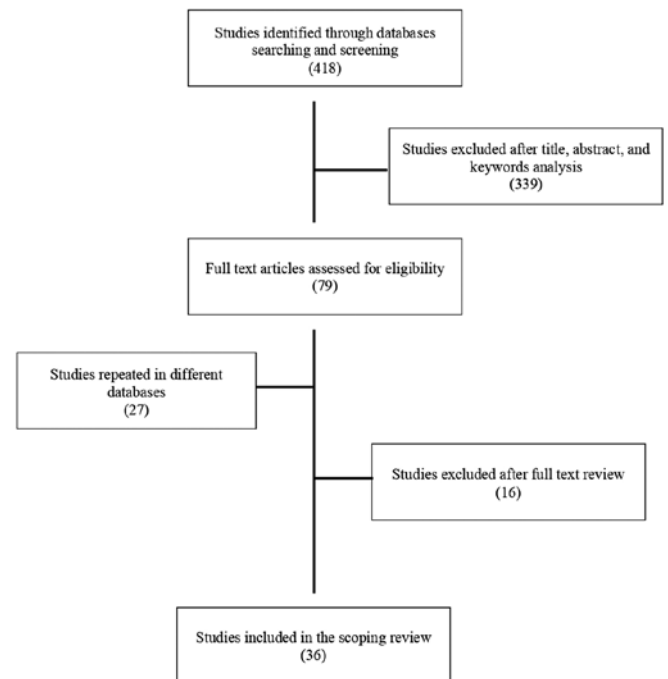 Studies identified through databases
searching and screening
(418)
Studies excluded after title, abstract, and
keywords analysis
(339)
Full text articles assessed for eligibility
(79)
Studies repeated in different
databases
(27)
Studies excluded after full text review
(16)
Studies included in the scoping review
(36)